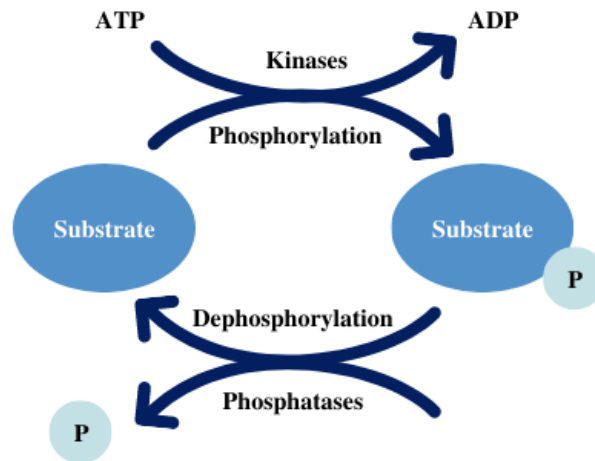 ATP
ADP
Kinases
Phosphorylation
Substrate
Substrate
P
Dephosphorylation
Phosphatases
P